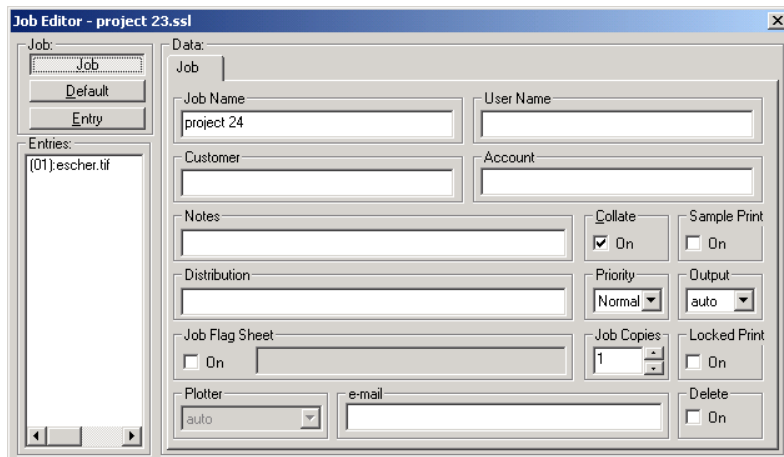 Job Editor - project 23.ssl
Job:
Job
Default
Entry
Entries:
(01):escher.tif
Data:
Job
Job Name
project 24
User Name
Customer
Account
Notes
Collate
On
Sample Print
On
Distribution
Priority
Normal
Output
auto
Job Flag Sheet
On
Job Copies
1
Locked Print
On
Plotter
auto
e-mail
Delete
On